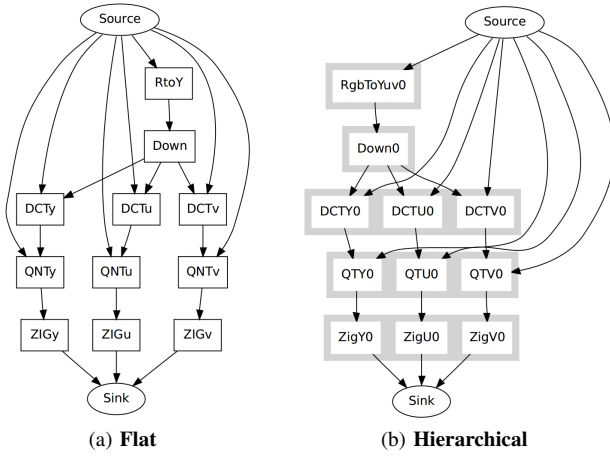 Source
RtoY
Down
DCTy DCTu DCTv
QNTy QNTu QNTv
ZIGy ZIGu ZIGv
Sink
(a) Flat
Source
RgbToYuv0
Down0
DCTY0 DCTU0 DCTV0
QTY0 QTU0 QTV0
ZigY0 ZigU0 ZigV0
Sink
(b) Hierarchical